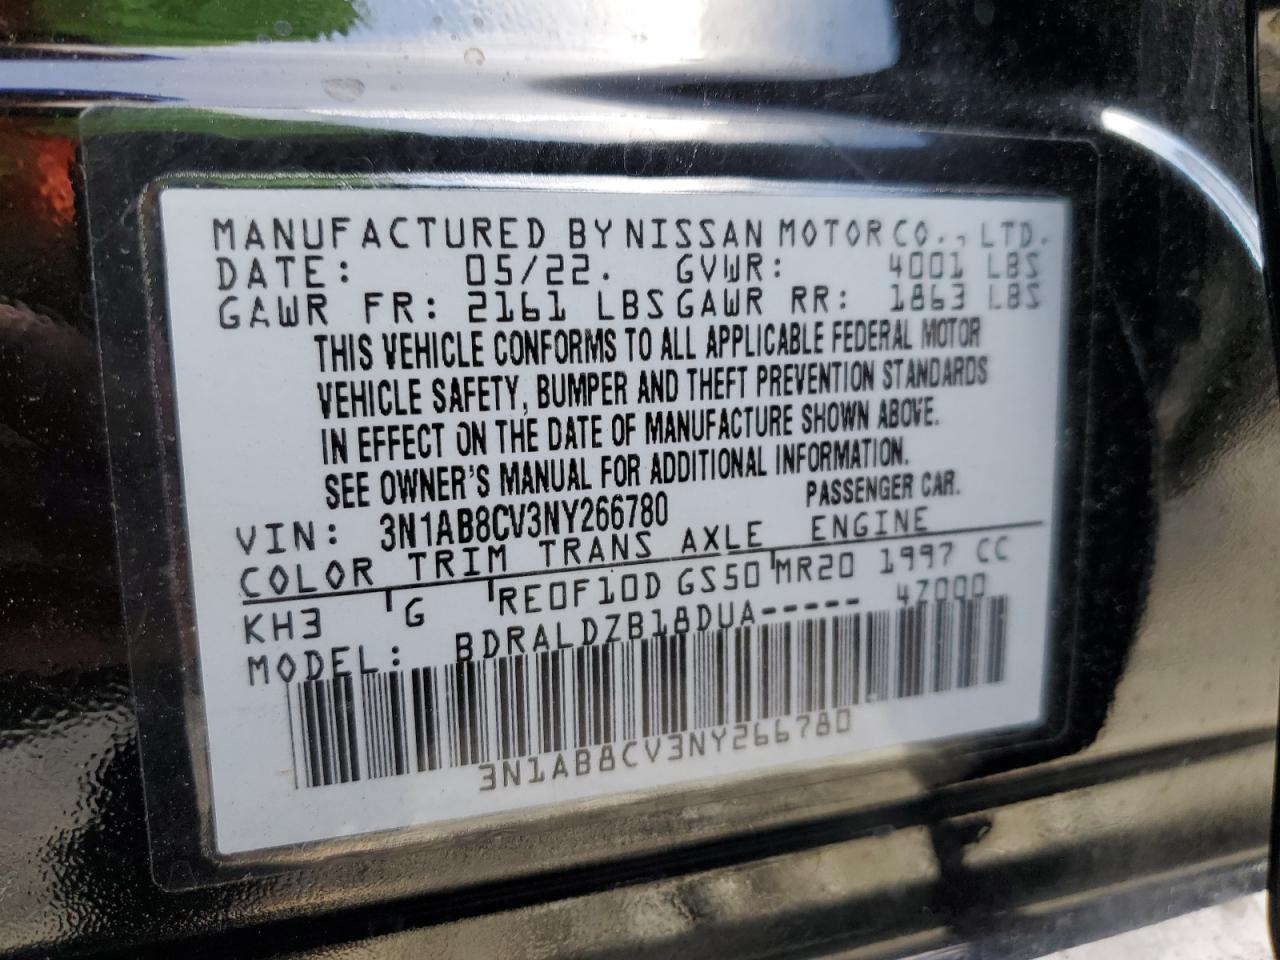 MANUFACTURED BY NISSAN MOTOR CO., LTD.
DATE: 05/22. GVWR: 4001 LBS
GAWR FR: 2161 LBS GAWR RR: 1863 LBS
THIS VEHICLE CONFORMS TO ALL APPLICABLE FEDERAL MOTOR
VEHICLE SAFETY, BUMPER AND THEFT PREVENTION STANDARDS
IN EFFECT ON THE DATE OF MANUFACTURE SHOWN ABOVE.
SEE OWNER'S MANUAL FOR ADDITIONAL INFORMATION.
VIN: 3N1AB8CV3NY266780 PASSENGER CAR.
COLOR TRIM TRANS AXLE ENGINE
KH3 G RE0F10D GS50 MR20 1997 CC
MODEL: BDRALDZB18DUA----- 47000
3N1AB8CV3NY266780